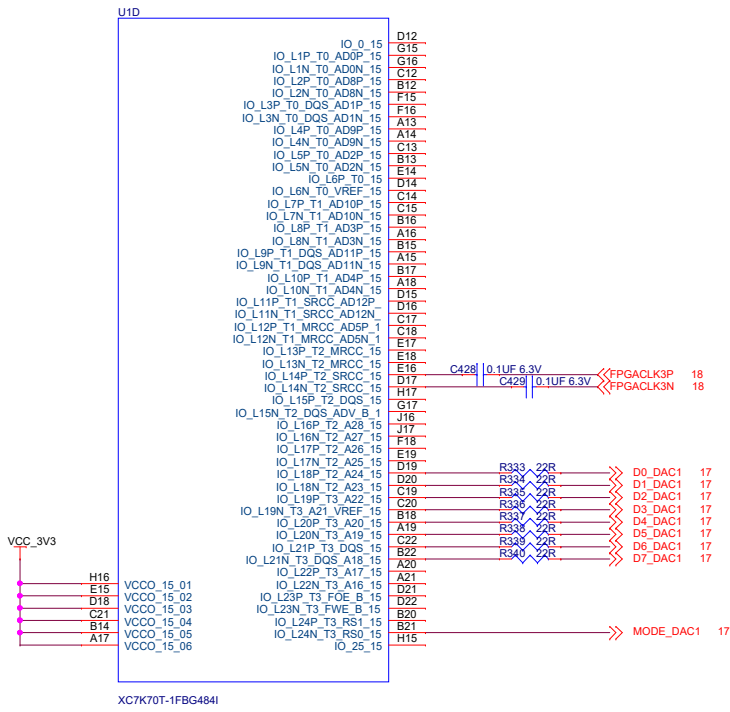 U1D
IO_0_15 D12
IO_L1P_T0_AD0P_15 G15
IO_L1N_T0_AD0N_15 G16
IO_L2P_T0_AD8P_15 C12
IO_L2N_T0_AD8N_15 B12
IO_L3P_T0_DQS_AD1P_15 F15
IO_L3N_T0_DQS_AD1N_15 F16
IO_L4P_T0_AD9P_15 A13
IO_L4N_T0_AD9N_15 A14
IO_L5P_T0_AD2P_15 C13
IO_L5N_T0_AD2N_15 B13
IO_L6P_T0_15 E14
IO_L6N_T0_VREF_15 D14
IO_L7P_T1_AD10P_15 C14
IO_L7N_T1_AD10N_15 C15
IO_L8P_T1_AD3P_15 B16
IO_L8N_T1_AD3N_15 A16
IO_L9P_T1_DQS_AD11P_15 B15
IO_L9N_T1_DQS_AD11N_15 A15
IO_L10P_T1_AD4P_15 B17
IO_L10N_T1_AD4N_15 A18
IO_L11P_T1_SRCC_AD12P_ D15
IO_L11N_T1_SRCC_AD12N_ D16
IO_L12P_T1_MRCC_AD5P_1 C17
IO_L12N_T1_MRCC_AD5N_1 C18
IO_L13P_T2_MRCC_15 E17
IO_L13N_T2_MRCC_15 E18
IO_L14P_T2_SRCC_15 E16 C428 0.1UF 6.3V FPGACLK3P 18
IO_L14N_T2_SRCC_15 D17 C429 0.1UF 6.3V FPGACLK3N 18
IO_L15P_T2_DQS_15 H17
IO_L15N_T2_DQS_ADV_B_1 G17
IO_L16P_T2_A28_15 J16
IO_L16N_T2_A27_15 J17
IO_L17P_T2_A26_15 F18
IO_L17N_T2_A25_15 E19
IO_L18P_T2_A24_15 D19 R333 22R D0_DAC1 17
IO_L18N_T2_A23_15 D20 R334 22R D1_DAC1 17
IO_L19P_T3_A22_15 C19 R335 22R D2_DAC1 17
IO_L19N_T3_A21_VREF_15 C20 R336 22R D3_DAC1 17
IO_L20P_T3_A20_15 B18 R337 22R D4_DAC1 17
IO_L20N_T3_A19_15 A19 R338 22R D5_DAC1 17
IO_L21P_T3_DQS_15 C22 R339 22R D6_DAC1 17
IO_L21N_T3_DQS_A18_15 B22 R340 22R D7_DAC1 17
IO_L22P_T3_A17_15 A20
VCC_3V3
H16 VCCO_15_01 IO_L22N_T3_A16_15 A21
E15 VCCO_15_02 IO_L23P_T3_FOE_B_15 D21
D18 VCCO_15_03 IO_L23N_T3_FWE_B_15 D22
C21 VCCO_15_04 IO_L24P_T3_RS1_15 B20
B14 VCCO_15_05 IO_L24N_T3_RS0_15 B21 MODE_DAC1 17
A17 VCCO_15_06 IO_25_15 H15
XC7K70T-1FBG484I